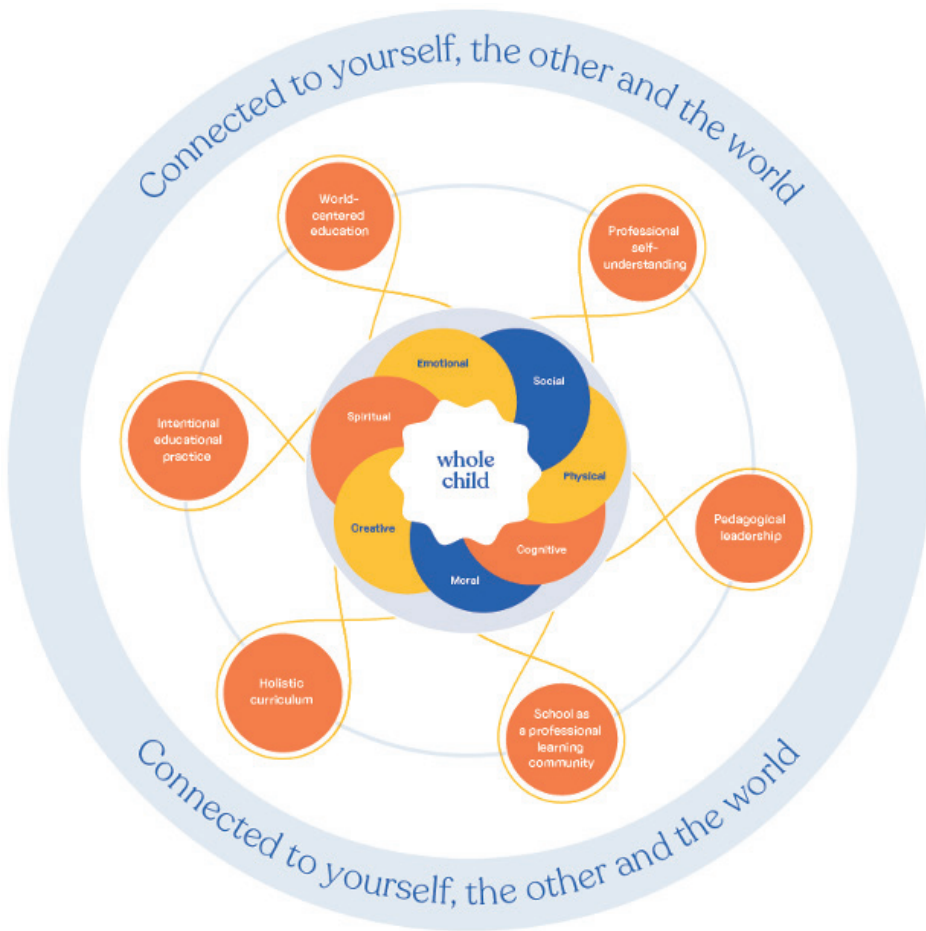 Connected to yourself, the other and the world
World-
centered
education
Professional
self-
understanding
Emotional
Social
Spiritual
Intentional
educational
practice
whole
child
Physical
Pedagogical
leadership
Creative
Cognitive
Moral
Holistic
curriculum
School as
a professional
learning
community
Connected to yourself, the other and the world